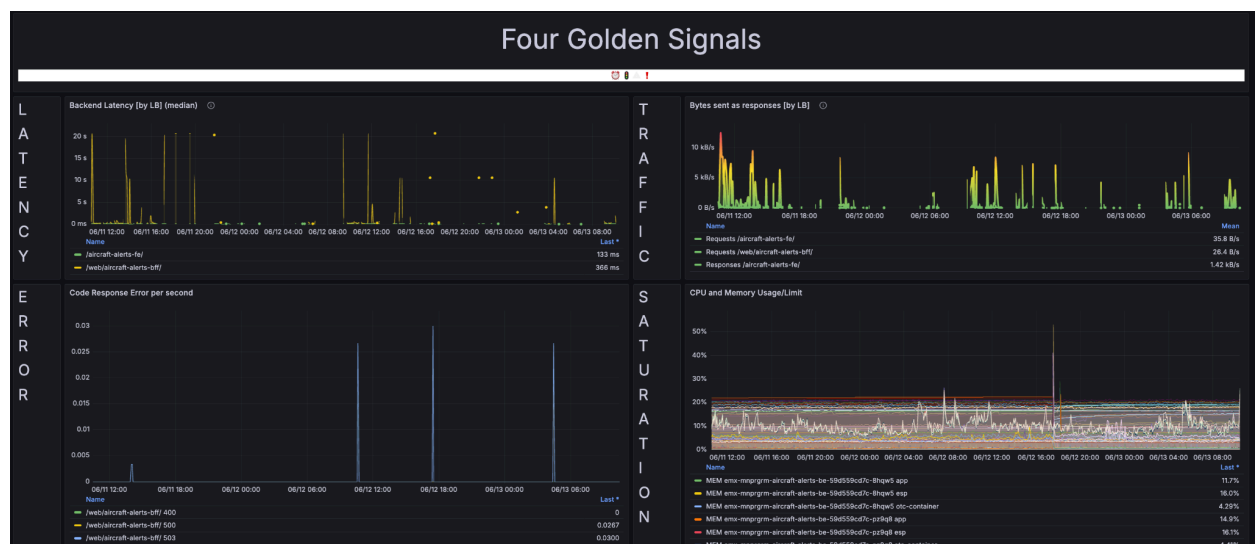 Four Golden Signals
LATENCY
Backend Latency [by LB] (median)
20 s
15 s
10 s
5 s
0 ms
06/11 12:00 06/11 16:00 06/11 20:00 06/12 00:00 06/12 04:00 06/12 08:00 06/12 12:00 06/12 16:00 06/12 20:00 06/13 00:00 06/13 04:00 06/13 08:00
Name Last *
/aircraft-alerts-fe/ 133 ms
/web/aircraft-alerts-bff/ 366 ms
TRAFFIC
Bytes sent as responses [by LB]
10 kB/s
5 kB/s
0 B/s
06/11 12:00 06/11 18:00 06/12 00:00 06/12 06:00 06/12 12:00 06/12 18:00 06/13 00:00 06/13 06:00
Name Mean
Requests /aircraft-alerts-fe/ 35.8 B/s
Requests /web/aircraft-alerts-bff/ 26.4 B/s
Responses /aircraft-alerts-fe/ 1.42 kB/s
ERROR
Code Response Error per second
0.03
0.025
0.02
0.015
0.01
0.005
0
06/11 12:00 06/11 18:00 06/12 00:00 06/12 06:00 06/12 12:00 06/12 18:00 06/13 00:00 06/13 06:00
Name Last *
/web/aircraft-alerts-bff/ 400 0
/web/aircraft-alerts-bff/ 500 0.0267
/web/aircraft-alerts-bff/ 503 0.0300
SATURATION
CPU and Memory Usage/Limit
50%
40%
30%
20%
10%
0%
06/11 12:00 06/11 16:00 06/11 20:00 06/12 00:00 06/12 04:00 06/12 08:00 06/12 12:00 06/12 16:00 06/12 20:00 06/13 00:00 06/13 04:00 06/13 08:00
Name Last *
MEM emx-mnprgrm-aircraft-alerts-be-59d559cd7c-8hqw5 app 11.7%
MEM emx-mnprgrm-aircraft-alerts-be-59d559cd7c-8hqw5 esp 16.0%
MEM emx-mnprgrm-aircraft-alerts-be-59d559cd7c-8hqw5 otc-container 4.29%
MEM emx-mnprgrm-aircraft-alerts-be-59d559cd7c-pz9q8 app 14.9%
MEM emx-mnprgrm-aircraft-alerts-be-59d559cd7c-pz9q8 esp 16.1%